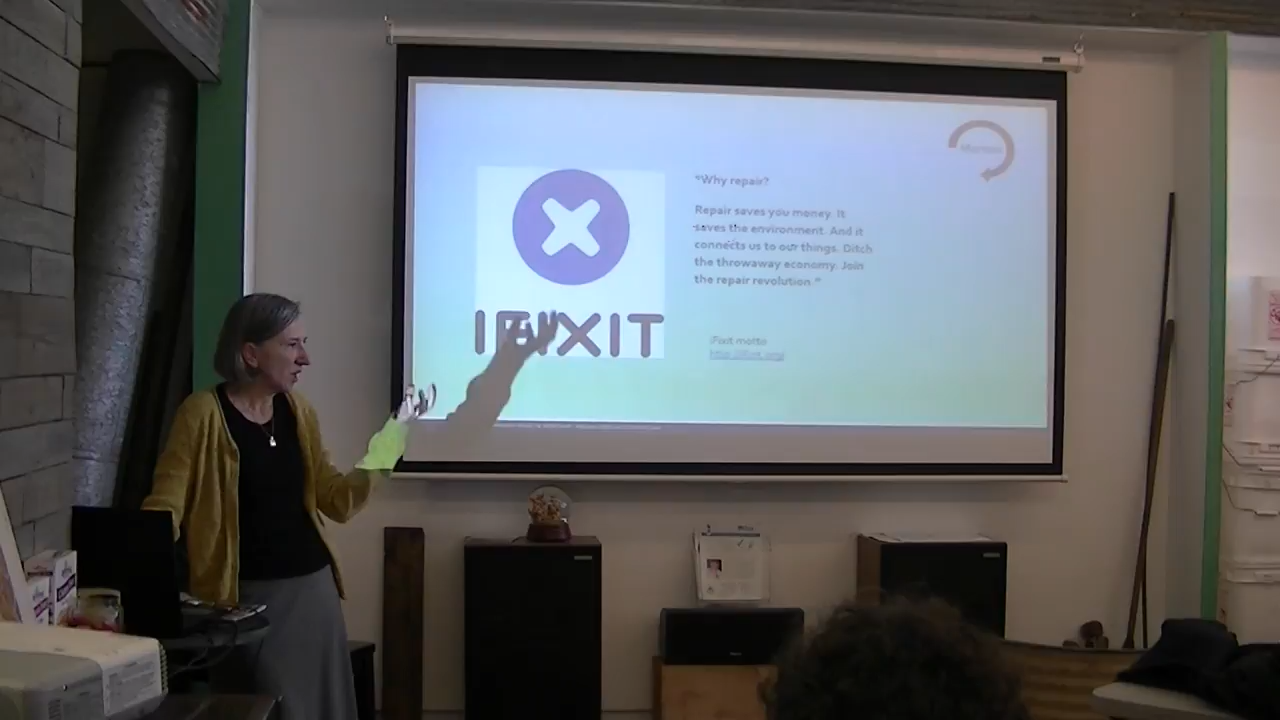 "Why repair?
Repair saves you money. It
saves the environment. And it
connects us to our things. Ditch
the throwaway economy. Join
the repair revolution."
IFIXIT
iFixit motto